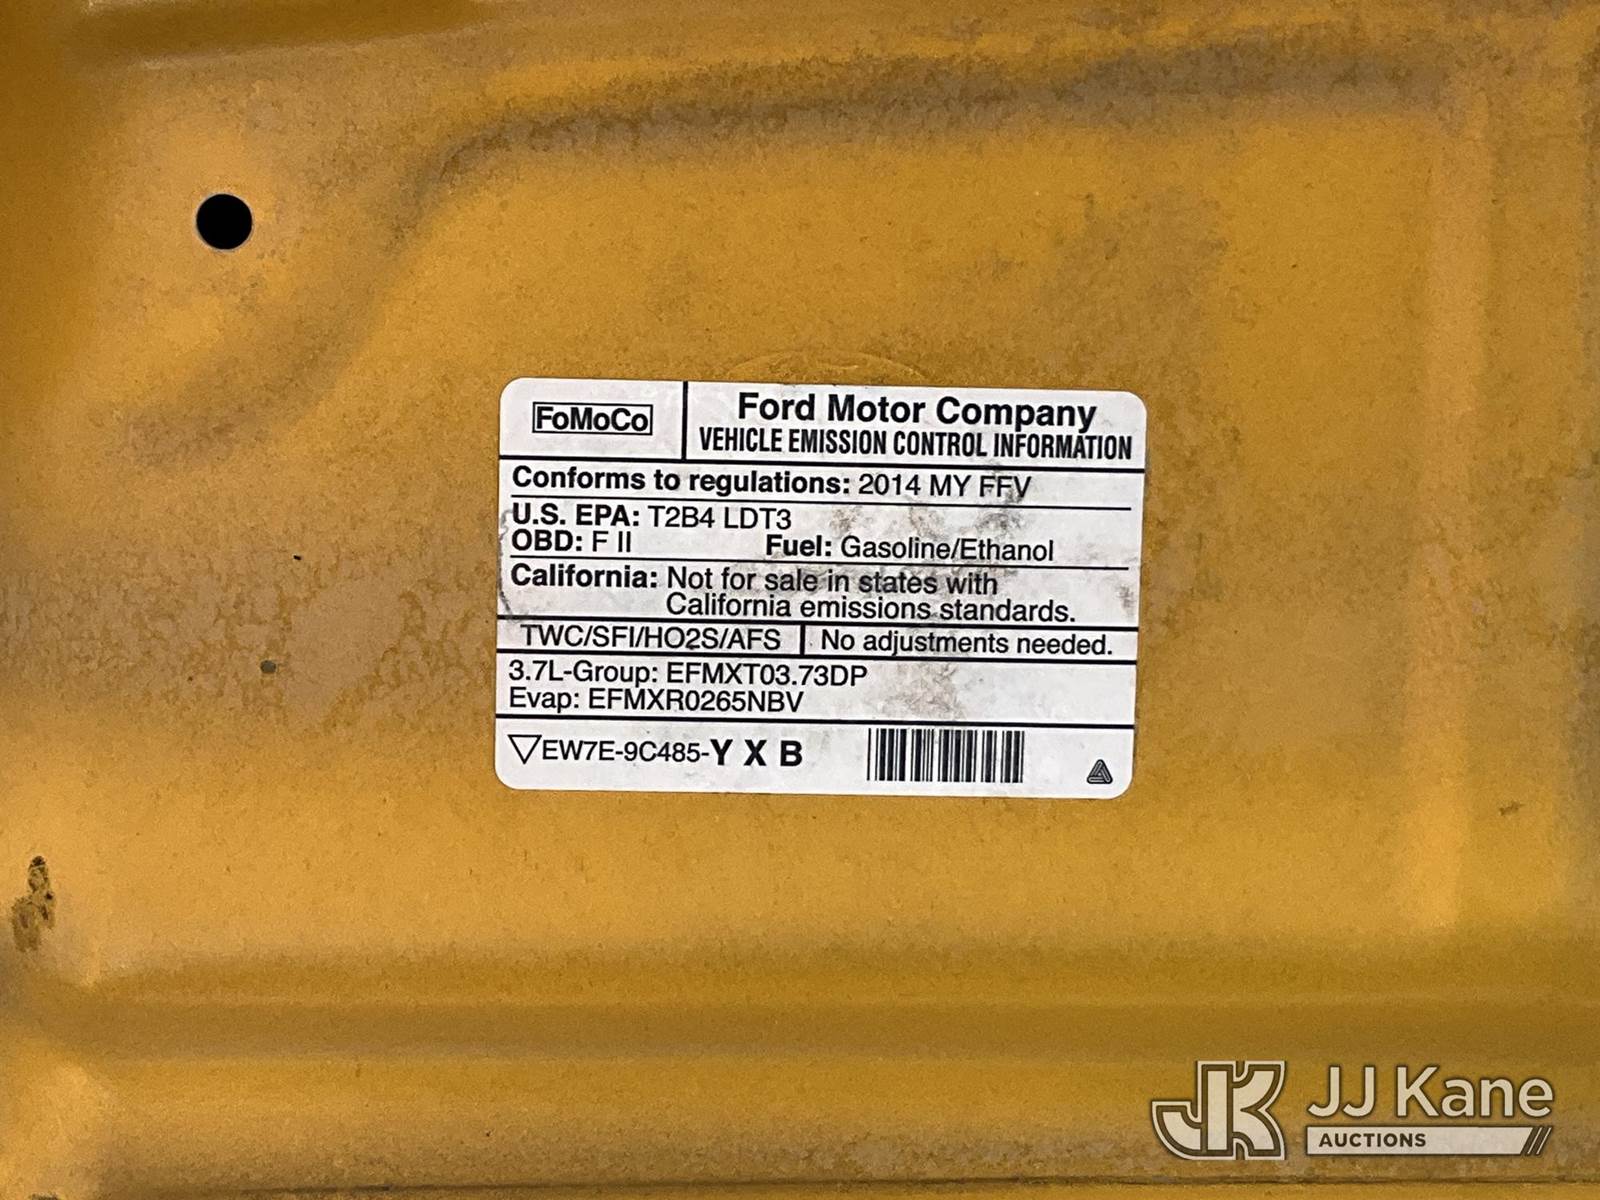 FoMoCo
Ford Motor Company
VEHICLE EMISSION CONTROL INFORMATION
Conforms to regulations: 2014 MY FFV
U.S. EPA: T2B4 LDT3
OBD: F II Fuel: Gasoline/Ethanol
California: Not for sale in states with
California emissions standards.
TWC/SFI/HO2S/AFS No adjustments needed.
3.7L-Group: EFMXT03.73DP
Evap: EFMXR0265NBV
EW7E-9C485-Y X B
JK JJ Kane
AUCTIONS